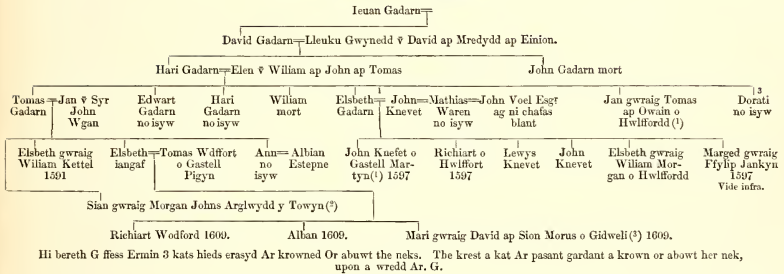 Ieuan Gadarn
David Gadarn Lleuku Gwynedd ꝟ David ap Mredydd ap Einion.
Hari Gadarn Elen ꝟ Wiliam ap John ap Tomas
John Gadarn mort
Tomas Gadarn
Jan ꝟ Syr John Wgan
Edwart Gadarn no isyw
Hari Gadarn no isyw
Wiliam mort
Elsbeth Gadarn
1
John Knevet
Mathias Waren no isyw
John Voel Esgr ag ni chafas blant
Jan gwraig Tomas ap Owain o Hwlffordd (1)
3
Dorati no isyw
Elsbeth gwraig Wiliam Kettel 1591
Elsbeth iangaf
Tomas Wdffort o Gastell Pigyn
Ann no isyw
Albian Estepne
John Knefet o Gastell Martyn(1) 1597
Richiart o Hwlffort 1597
Lewys Knevet
John Knevet
Elsbeth gwraig Wiliam Morgan o Hwlffordd
Marged gwraig Ffylip Jankyn 1597
Vide infra.
Sian gwraig Morgan Johns Arglwydd y Towyn(2)
Richiart Wodford 1609.
Alban 1609.
Mari gwraig David ap Sion Morus o Gidweli(3) 1609.
Hi bereth G ffess Ermin 3 kats hieds erasyd Ar krowned Or abuwt the neks. The krest a kat Ar pasant gardant a krown or abowt her nek,
upon a wredd Ar. G.